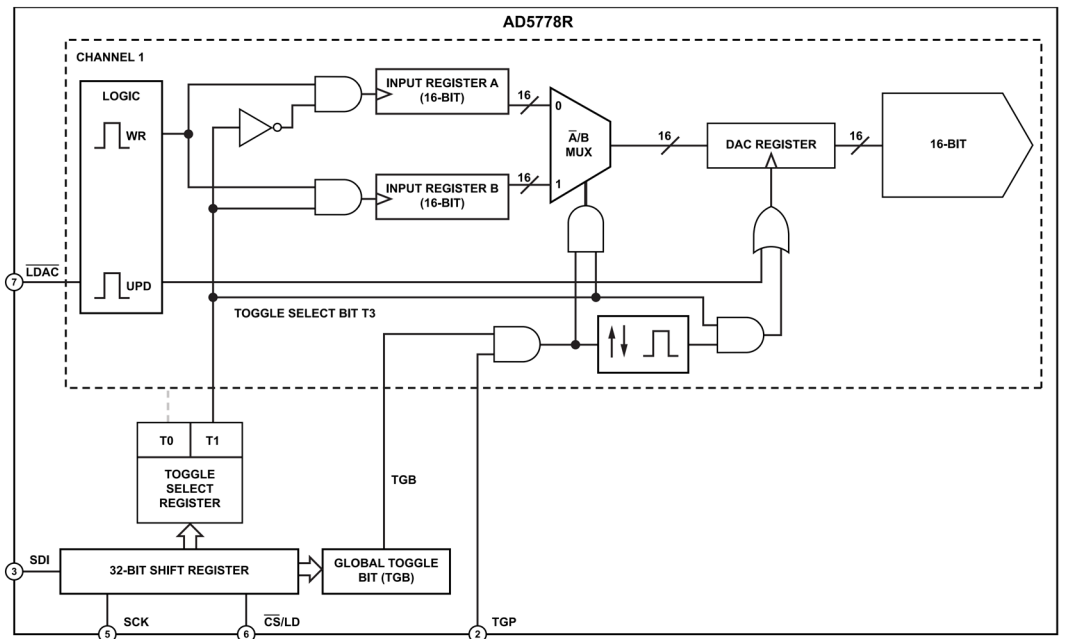 AD5778R
CHANNEL 1
LOGIC
WR
INPUT REGISTER A
(16-BIT)
16
0
A̅/B
MUX
16
DAC REGISTER
16
16-BIT
INPUT REGISTER B
(16-BIT)
16
1
7
L̅D̅A̅C̅
UPD
TOGGLE SELECT BIT T3
T0
T1
TOGGLE
SELECT
REGISTER
TGB
3
SDI
32-BIT SHIFT REGISTER
GLOBAL TOGGLE
BIT (TGB)
5
SCK
6
C̅S̅/LD
2
TGP